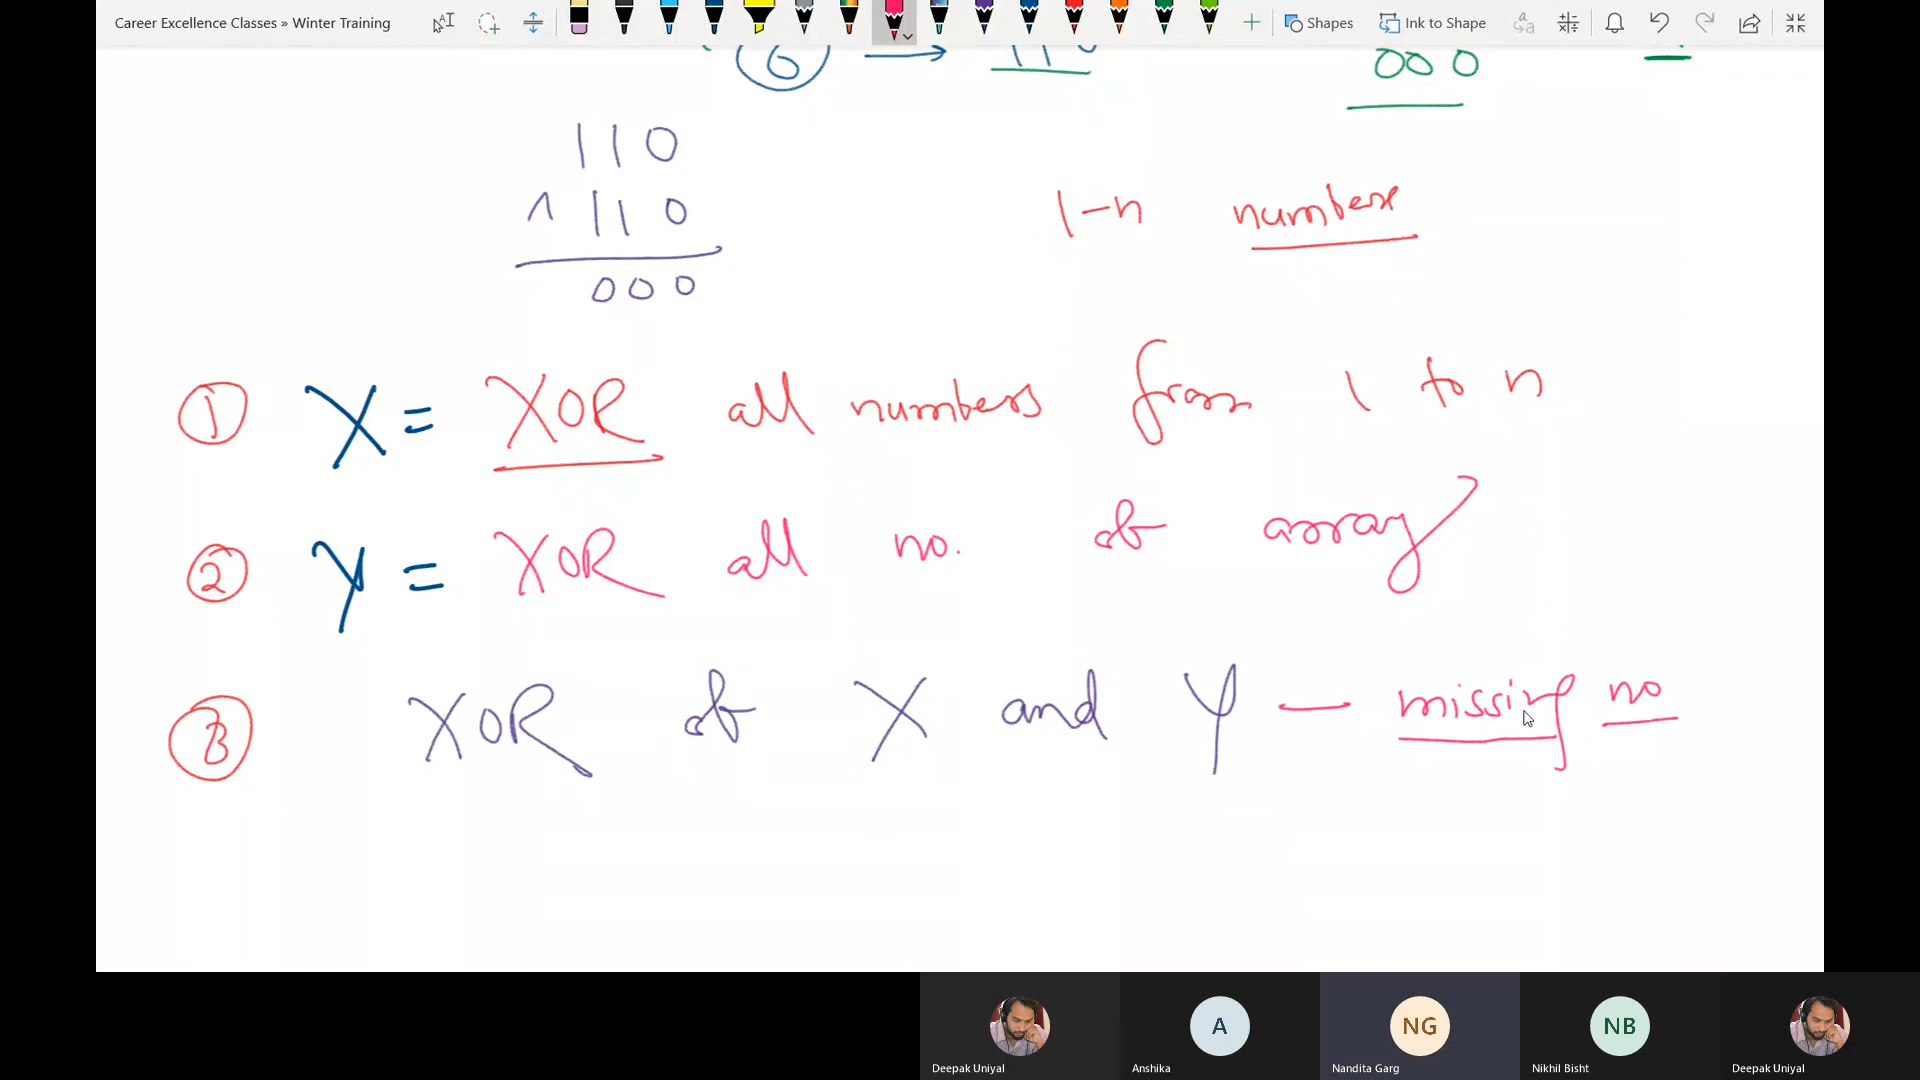 Career Excellence Classes » Winter Training
Shapes
Ink to Shape
6 → 110
000
110
^ 110
000
1-n numbers
① X = XOR all numbers from 1 to n
② Y = XOR all no. of array
③ XOR of X and Y — missing no
A
NG
NB
Deepak Uniyal
Anshika
Nandita Garg
Nikhil Bisht
Deepak Uniyal